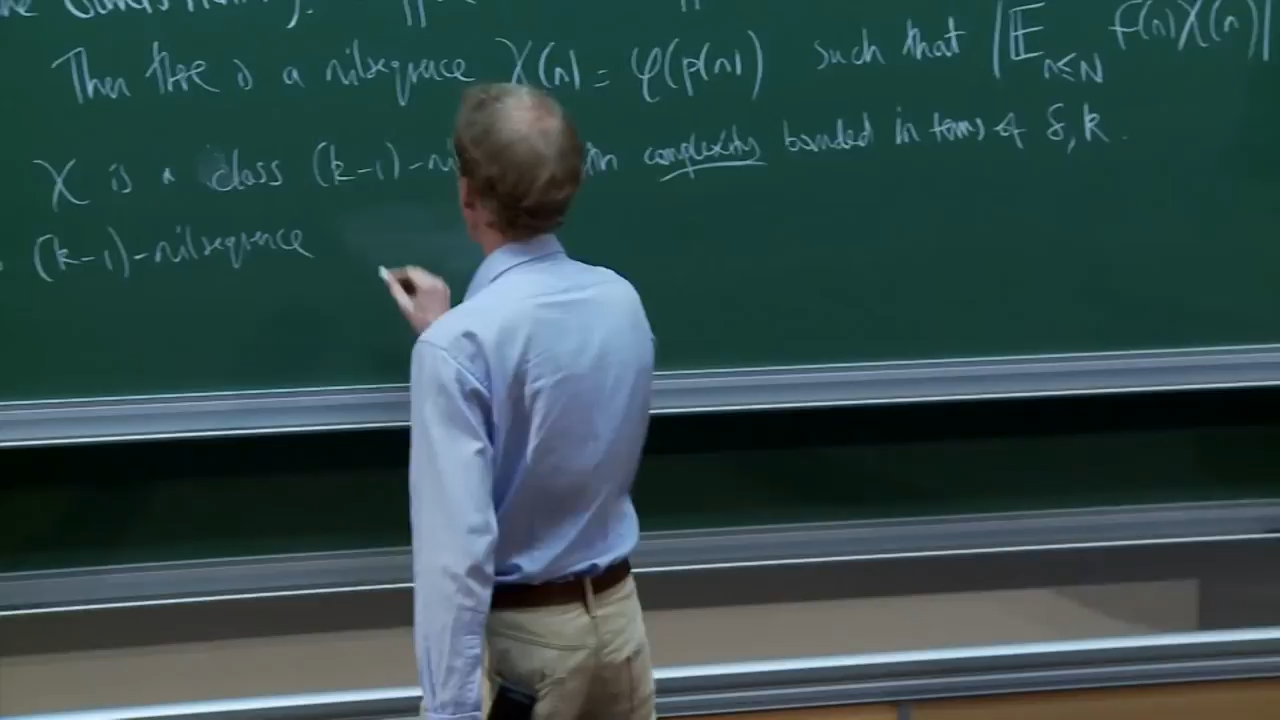 Then there is a nilsequence χ(n) = φ(p(n)) such that |𝔼_{n≤N} f(n)χ(n)|
χ is a class (k-1)-ni complexity bounded in terms of δ, k.
(k-1)-nilsequence